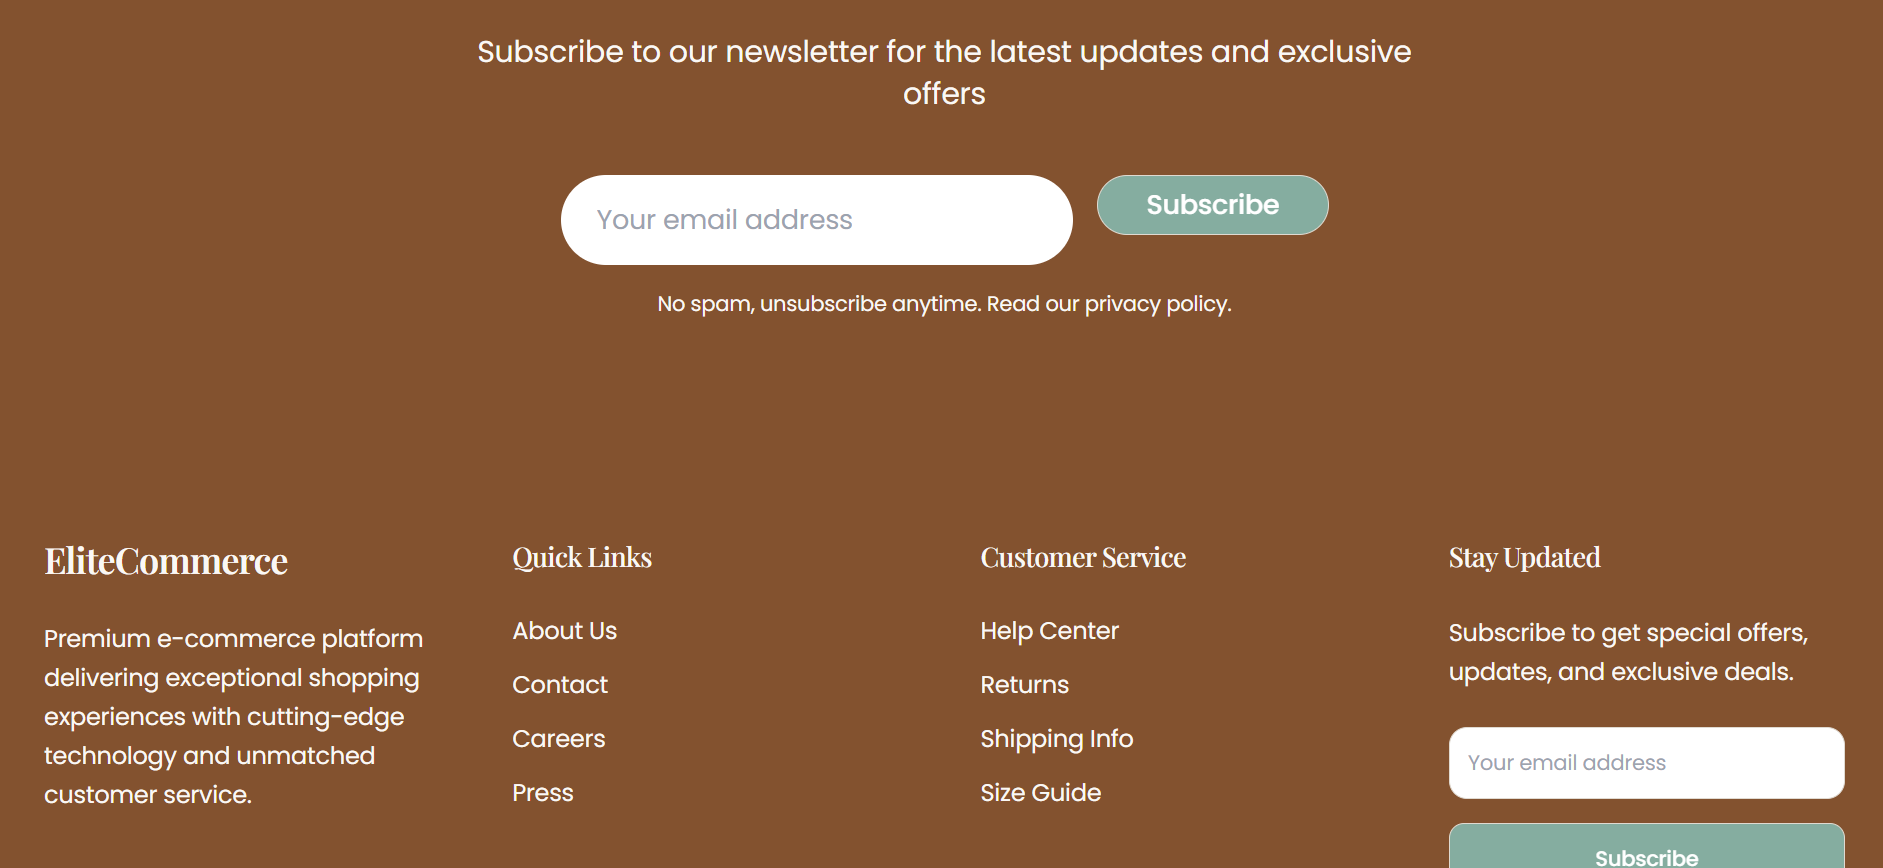 Subscribe to our newsletter for the latest updates and exclusive
offers
Your email address
Subscribe
No spam, unsubscribe anytime. Read our privacy policy.
EliteCommerce
Premium e-commerce platform
delivering exceptional shopping
experiences with cutting-edge
technology and unmatched
customer service.
Quick Links
About Us
Contact
Careers
Press
Customer Service
Help Center
Returns
Shipping Info
Size Guide
Stay Updated
Subscribe to get special offers,
updates, and exclusive deals.
Your email address
Subscribe